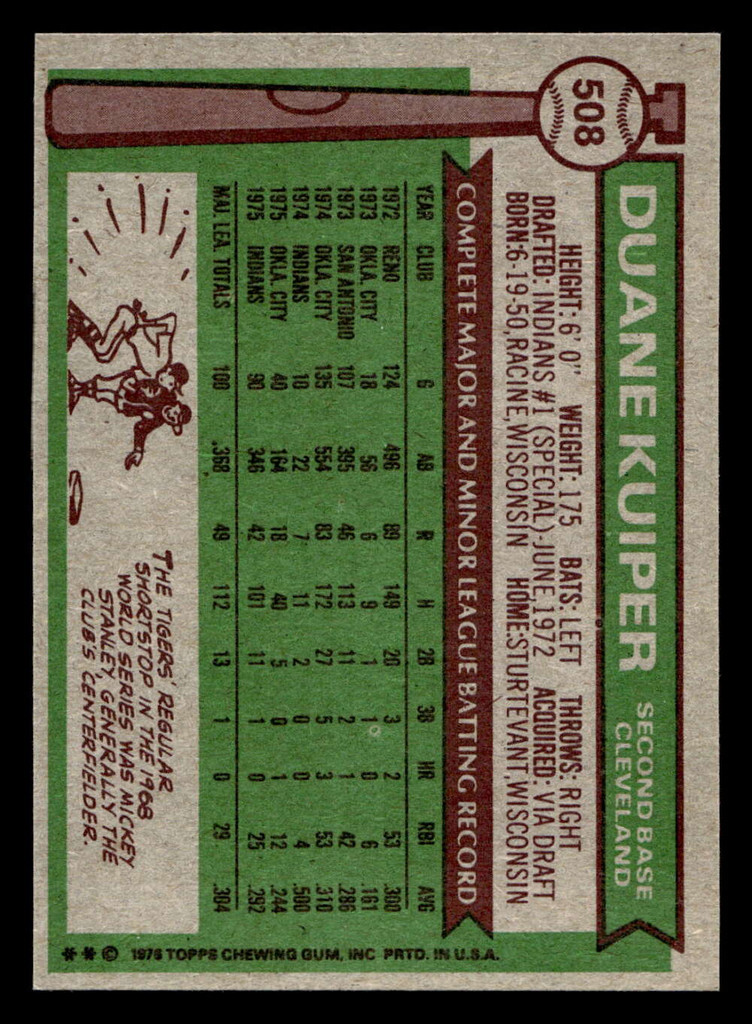 508
DUANE KUIPER
SECOND BASE
CLEVELAND
HEIGHT: 6' 0" WEIGHT: 175 BATS: LEFT THROWS: RIGHT
DRAFTED: INDIANS #1 (SPECIAL)-JUNE, 1972 ACQUIRED: VIA DRAFT
BORN: 6-19-50, RACINE, WISCONSIN HOME: STURTEVANT, WISCONSIN
COMPLETE MAJOR AND MINOR LEAGUE BATTING RECORD
YEAR CLUB G AB R H 2B 3B HR RBI AVG
1972 RENO 124 496 89 149 20 3 2 53 .300
1973 OKLA. CITY 18 56 6 9 1 1 0 6 .161
1973 SAN ANTONIO 107 395 46 113 11 2 1 42 .286
1974 OKLA. CITY 135 554 83 172 27 5 3 53 .310
1974 INDIANS 10 22 7 11 2 0 0 4 .500
1975 OKLA. CITY 40 164 18 40 5 0 1 12 .244
1975 INDIANS 90 346 42 101 11 1 0 25 .292
MAJ. LEA. TOTALS 100 .368 49 112 13 1 0 29 .304
THE TIGERS' REGULAR
SHORTSTOP IN THE 1968
WORLD SERIES WAS MICKEY
STANLEY, GENERALLY THE
CLUB'S CENTERFIELDER.
** © 1976 TOPPS CHEWING GUM, INC PRTD. IN U.S.A.